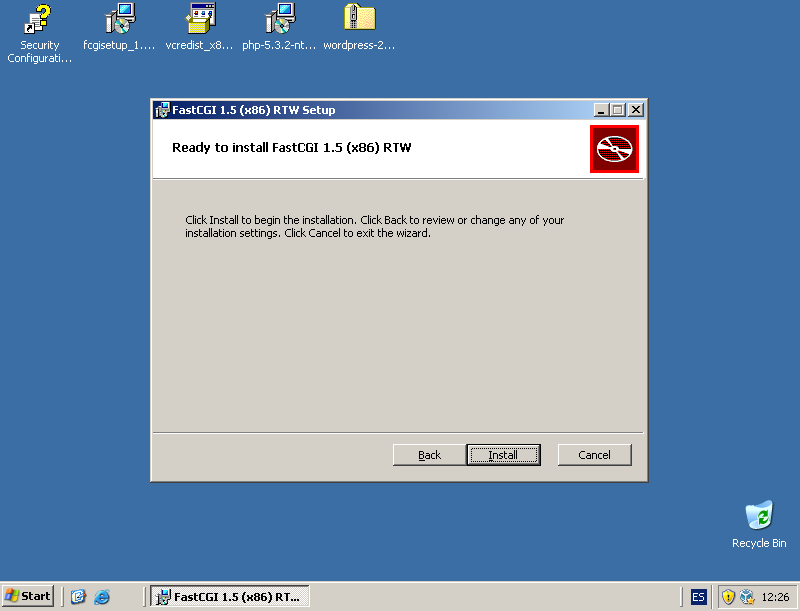 Security
Configurati...
fcgisetup_1....
vcredist_x8...
php-5.3.2-nt...
wordpress-2...
FastCGI 1.5 (x86) RTW Setup
Ready to install FastCGI 1.5 (x86) RTW
Click Install to begin the installation. Click Back to review or change any of your
installation settings. Click Cancel to exit the wizard.
Back
Install
Cancel
Recycle Bin
Start
FastCGI 1.5 (x86) RT...
ES
12:26